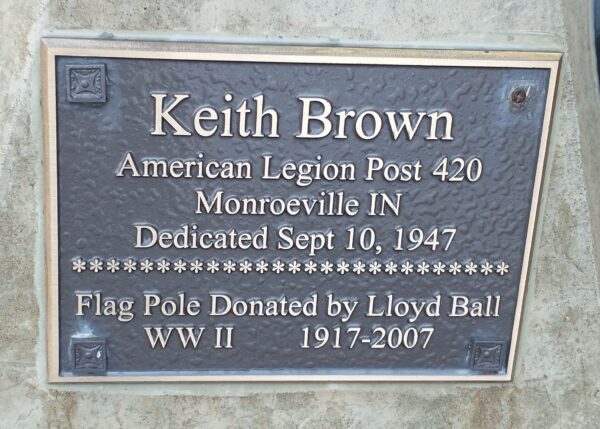 Keith Brown
American Legion Post 420
Monroeville IN
Dedicated Sept 10, 1947
********************************
Flag Pole Donated by Lloyd Ball
WW II 1917-2007